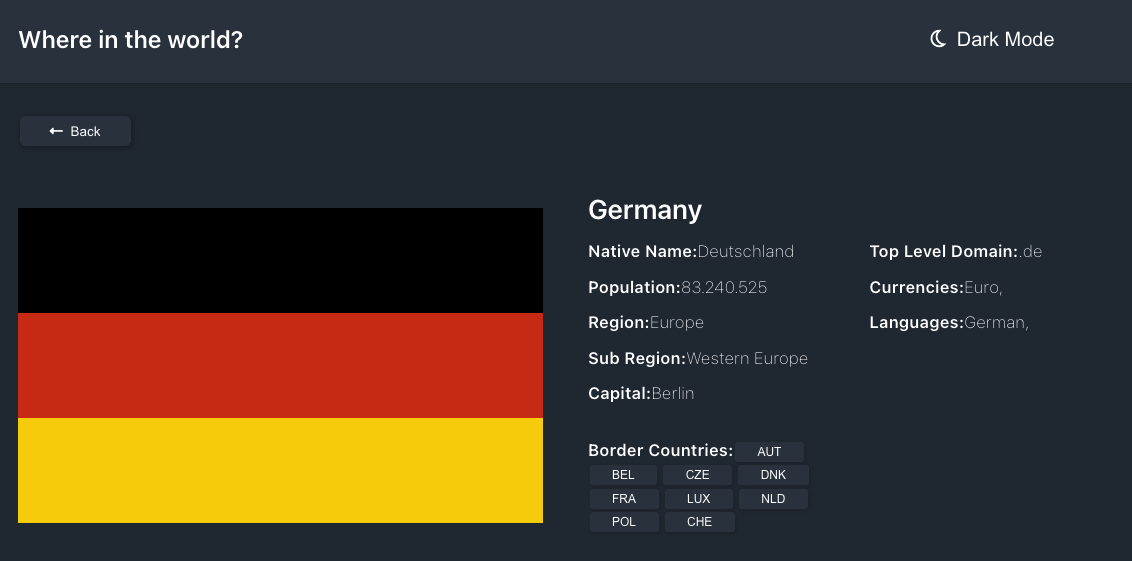 Where in the world?
Dark Mode
Back
Germany
Native Name:Deutschland
Population:83.240.525
Region:Europe
Sub Region:Western Europe
Capital:Berlin
Top Level Domain:.de
Currencies:Euro,
Languages:German,
Border Countries: AUT
BEL CZE DNK
FRA LUX NLD
POL CHE